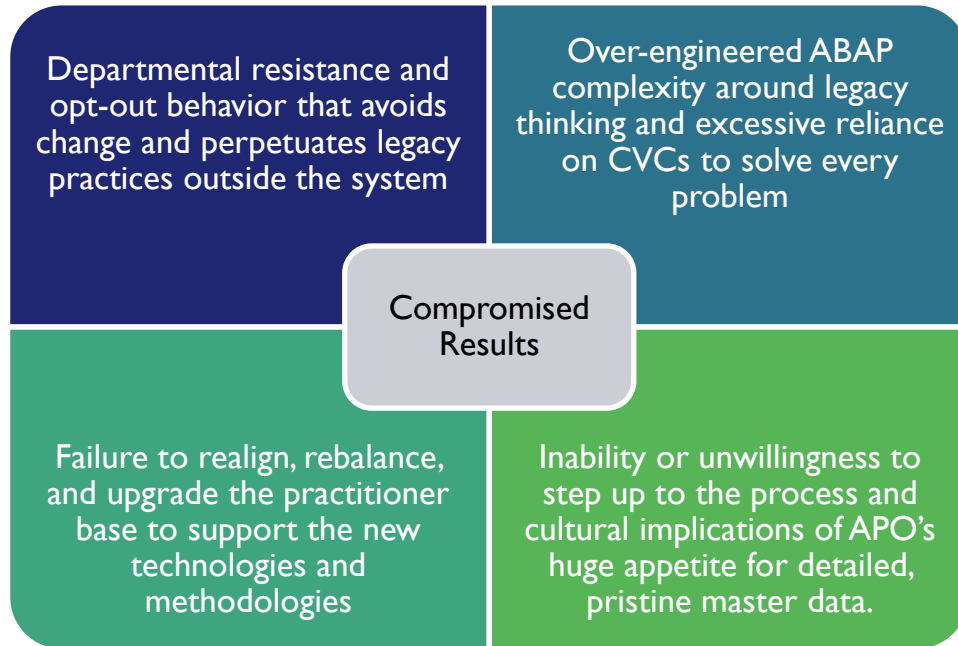 Departmental resistance and
opt-out behavior that avoids
change and perpetuates legacy
practices outside the system
Over-engineered ABAP
complexity around legacy
thinking and excessive reliance
on CVCs to solve every
problem
Compromised
Results
Failure to realign, rebalance,
and upgrade the practitioner
base to support the new
technologies and
methodologies
Inability or unwillingness to
step up to the process and
cultural implications of APO’s
huge appetite for detailed,
pristine master data.